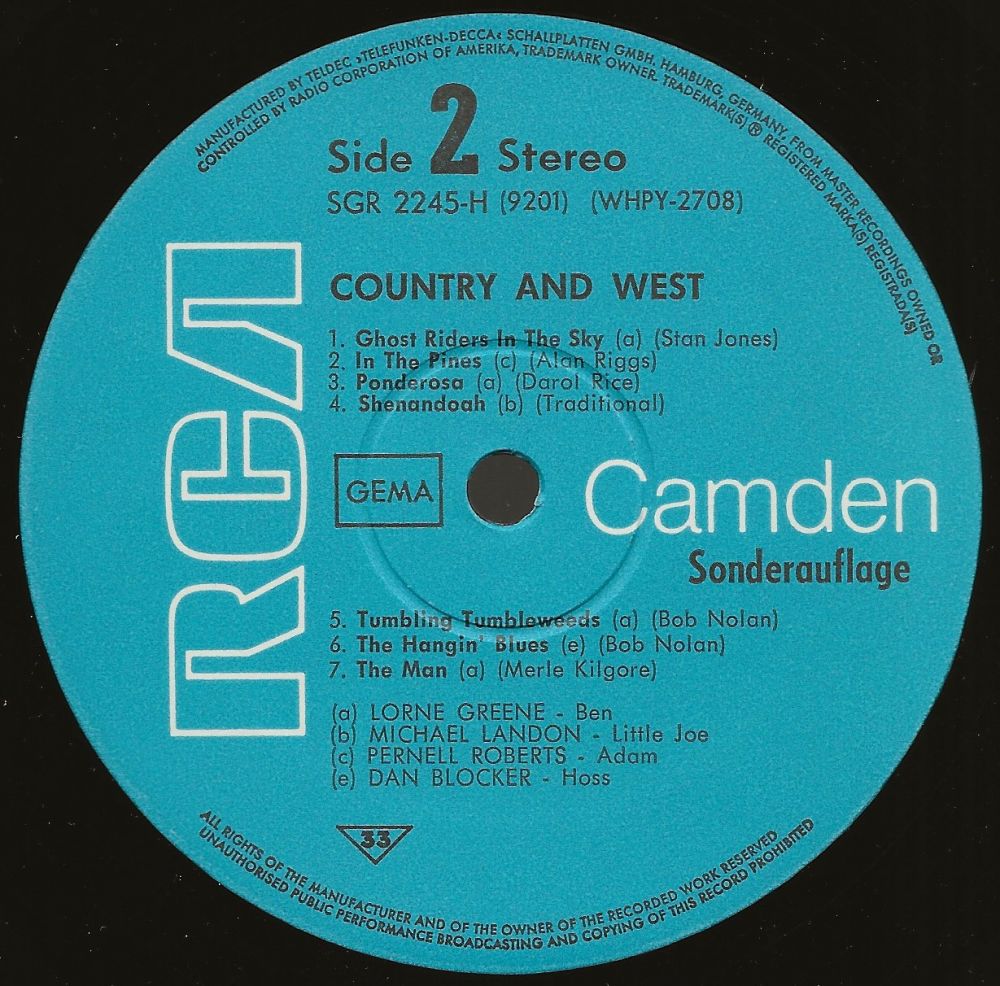 MANUFACTURED BY TELDEC »TELEFUNKEN-DECCA« SCHALLPLATTEN GMBH. HAMBURG, GERMANY, FROM MASTER RECORDINGS OWNED OR
CONTROLLED BY RADIO CORPORATION OF AMERIKA, TRADEMARK OWNER. TRADEMARK(S) ® REGISTERED MARKA(S) REGISTRADA(S)
Side 2 Stereo
SGR 2245-H (9201) (WHPY-2708)
RCA
COUNTRY AND WEST
1. Ghost Riders In The Sky (a) (Stan Jones)
2. In The Pines (c) (Alan Riggs)
3. Ponderosa (a) (Darol Rice)
4. Shenandoah (b) (Traditional)
GEMA
Camden
Sonderauflage
5. Tumbling Tumbleweeds (a) (Bob Nolan)
6. The Hangin' Blues (e) (Bob Nolan)
7. The Man (a) (Merle Kilgore)
(a) LORNE GREENE - Ben
(b) MICHAEL LANDON - Little Joe
(c) PERNELL ROBERTS - Adam
(e) DAN BLOCKER - Hoss
33
ALL RIGHTS OF THE MANUFACTURER AND OF THE OWNER OF THE RECORDED WORK RESERVED
UNAUTHORISED PUBLIC PERFORMANCE BROADCASTING AND COPYING OF THIS RECORD PROHIBITED